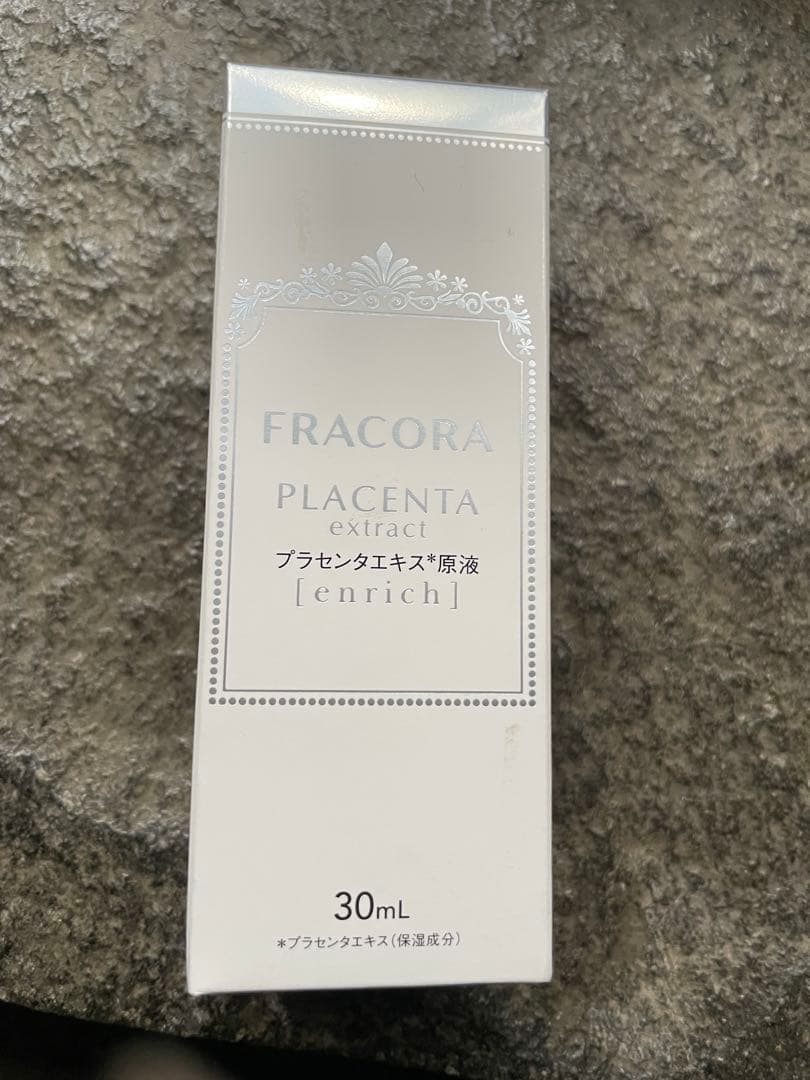 FRACORA
PLACENTA
extract
プラセンタエキス*原液
[enrich]
30mL
*プラセンタエキス(保湿成分)